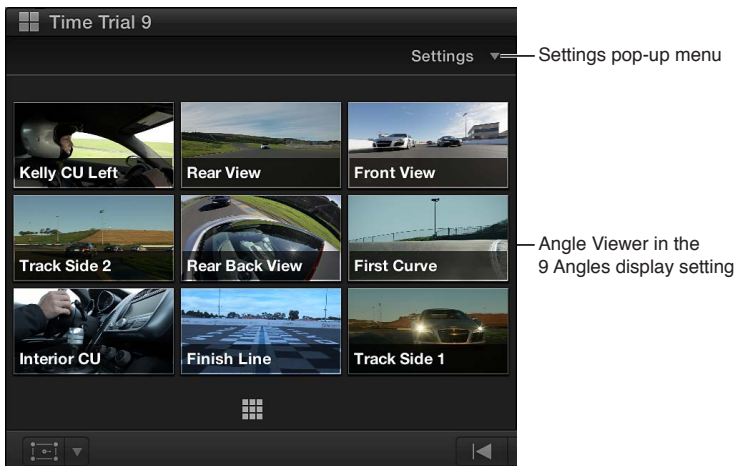 Time Trial 9
Settings
Settings pop-up menu
Kelly CU Left
Rear View
Front View
Track Side 2
Rear Back View
First Curve
Angle Viewer in the
9 Angles display setting
Interior CU
Finish Line
Track Side 1